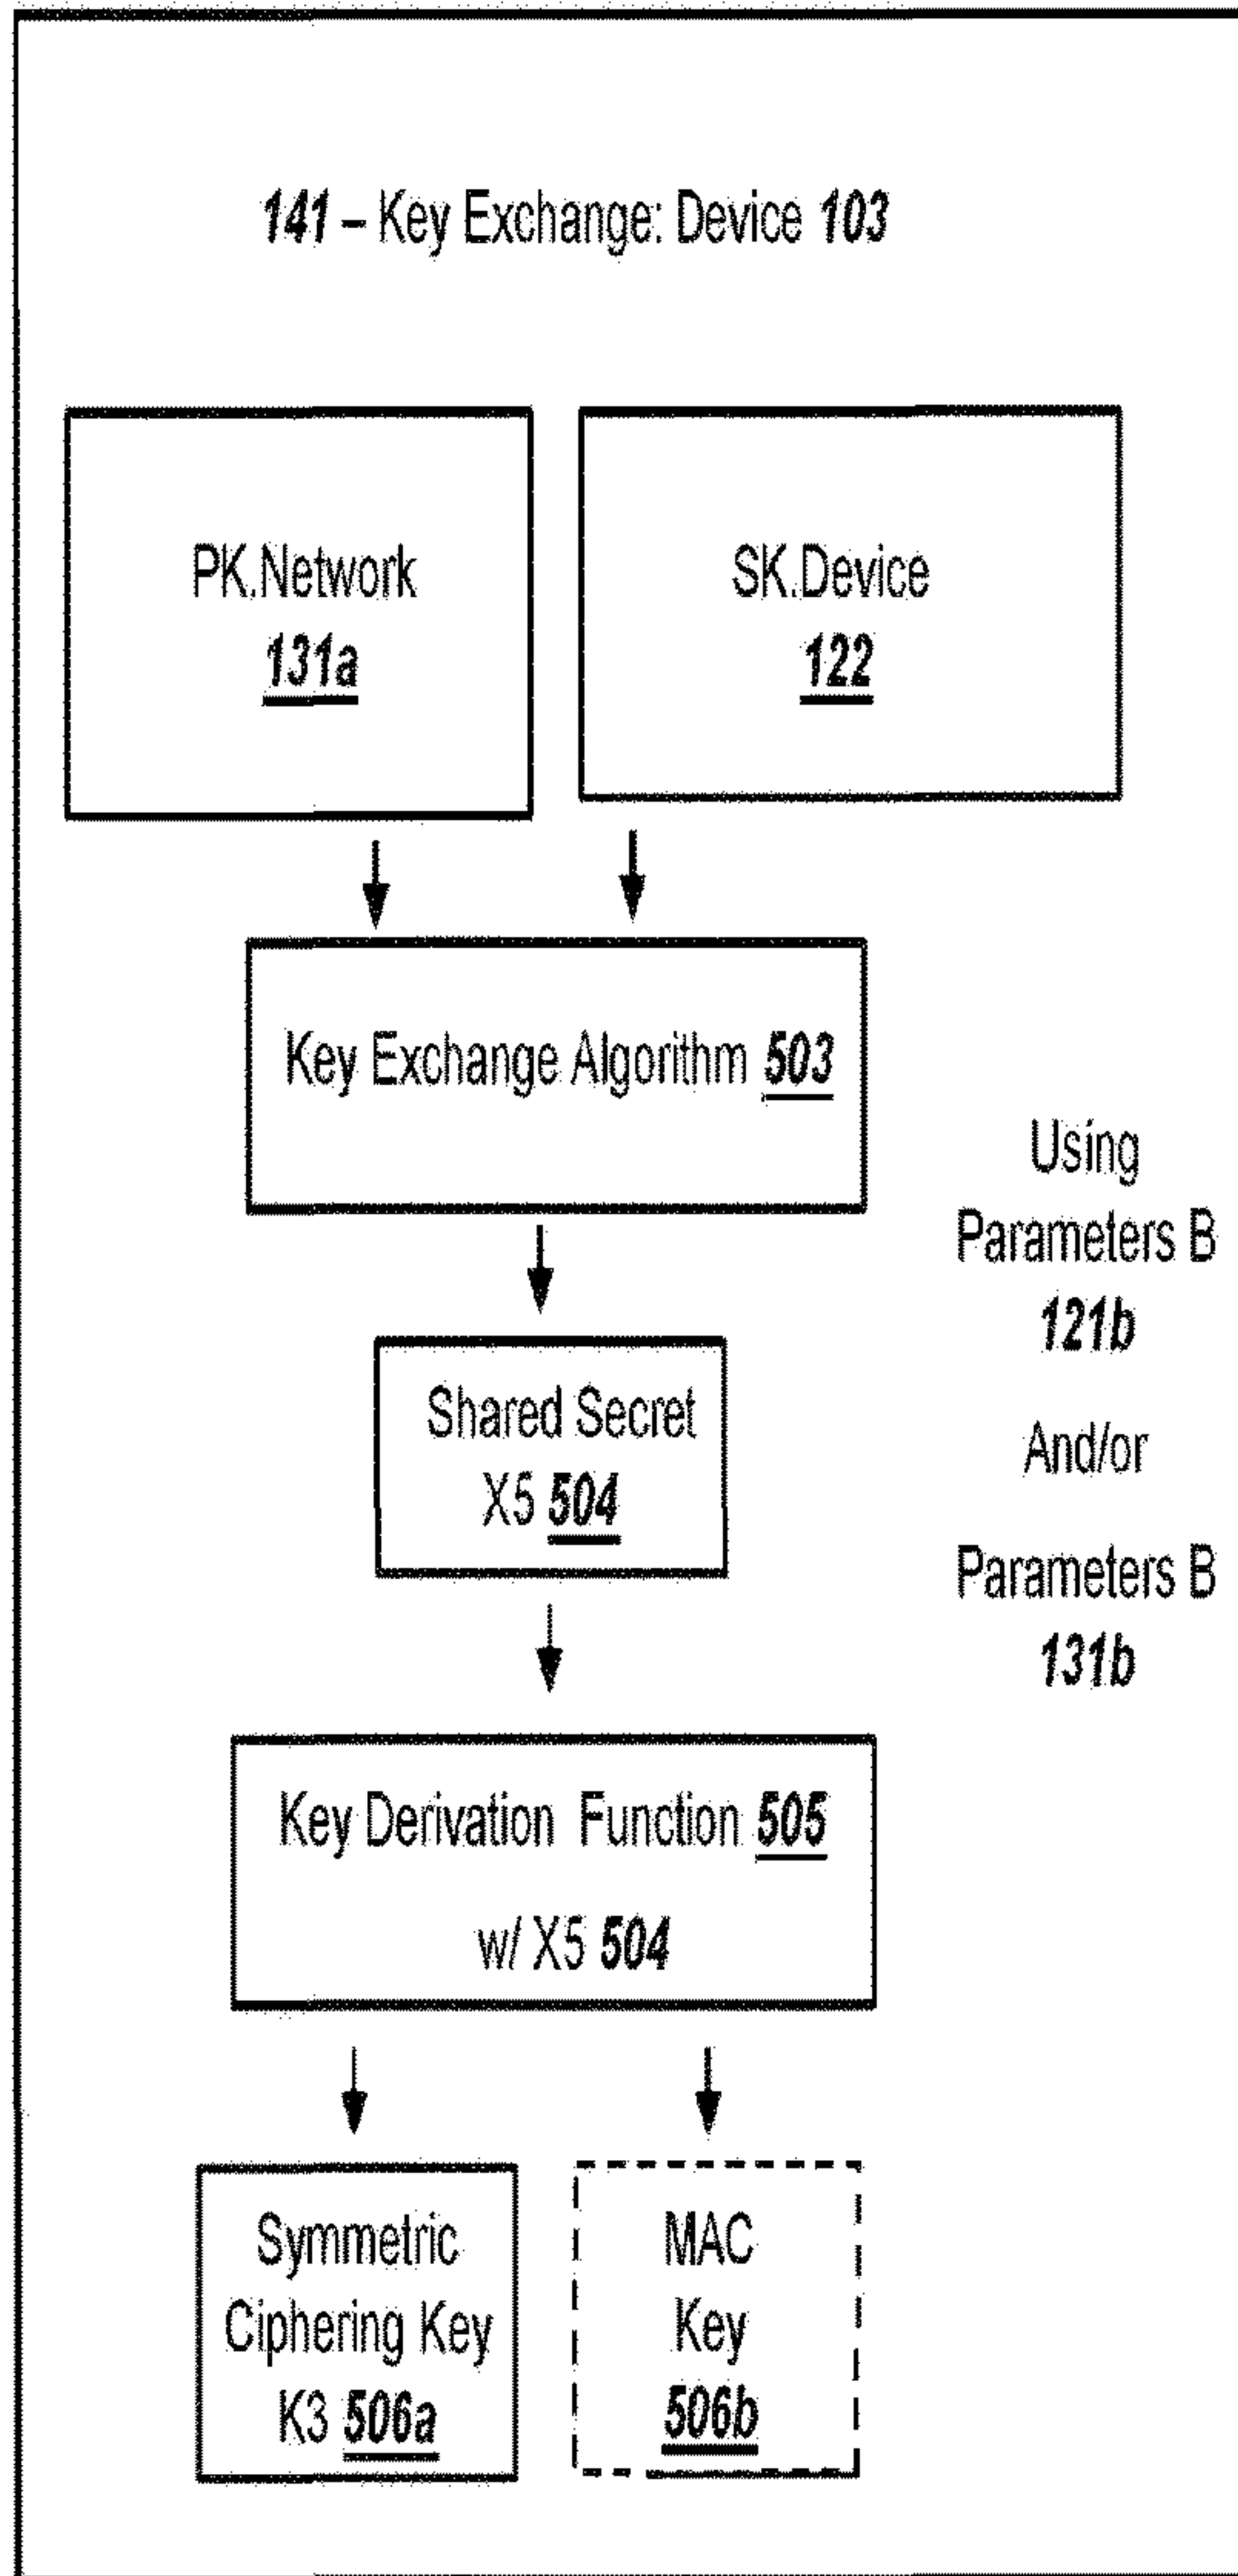 141 – Key Exchange: Device 103
PK.Network
131a
SK.Device
122
Key Exchange Algorithm 503
Using
Parameters B
121b
And/or
Parameters B
131b
Shared Secret
X5 504
Key Derivation Function 505
w/ X5 504
Symmetric
Ciphering Key
K3 506a
MAC
Key
506b